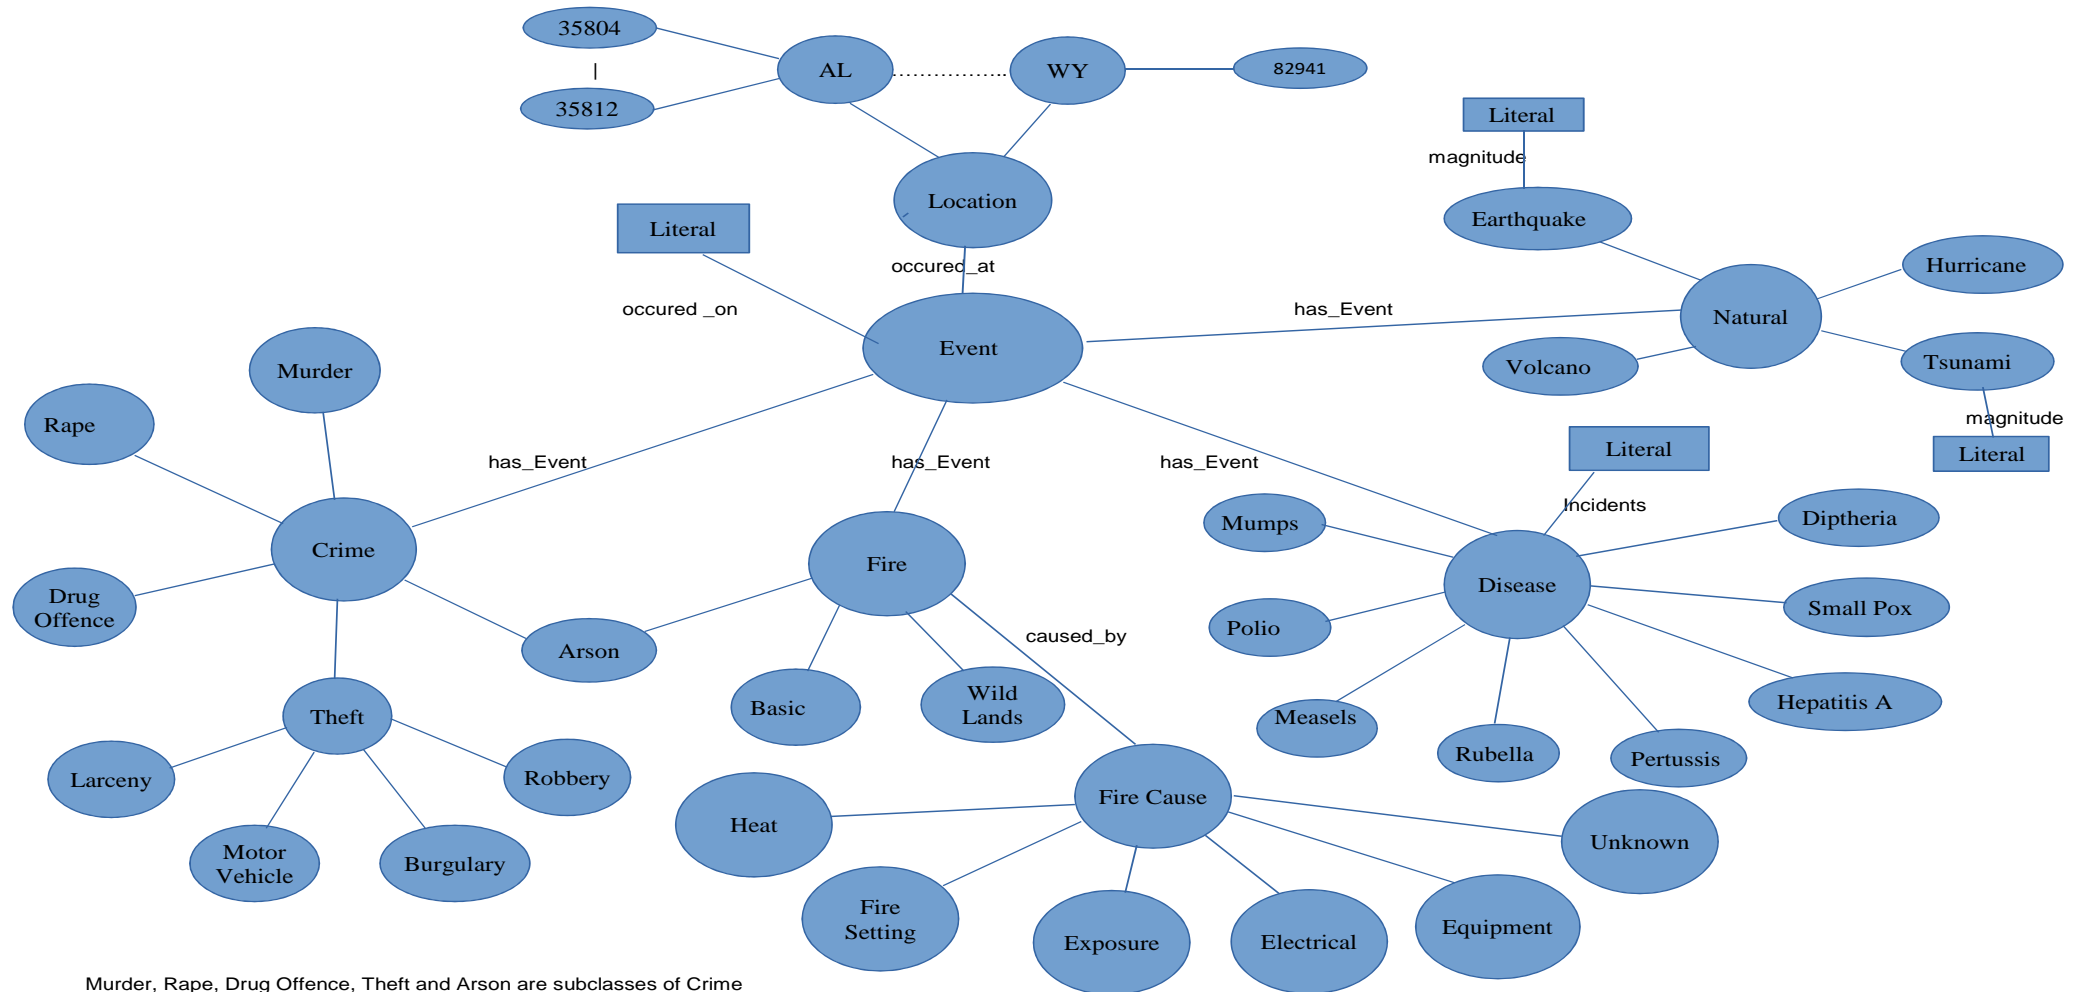 35804
|
35812
AL
................
WY
82941
Literal
magnitude
Earthquake
Location
Literal
occured_at
occured _on
Hurricane
has_Event
Natural
Event
Volcano
Tsunami
magnitude
Literal
Murder
Rape
has_Event
has_Event
has_Event
Literal
Incidents
Mumps
Diptheria
Crime
Fire
Disease
Drug
Offence
Small Pox
Polio
caused_by
Arson
Basic
Wild
Lands
Hepatitis A
Measels
Rubella
Pertussis
Theft
Larceny
Robbery
Motor
Vehicle
Burgulary
Fire Cause
Heat
Unknown
Fire
Setting
Exposure
Electrical
Equipment
Murder, Rape, Drug Offence, Theft and Arson are subclasses of Crime